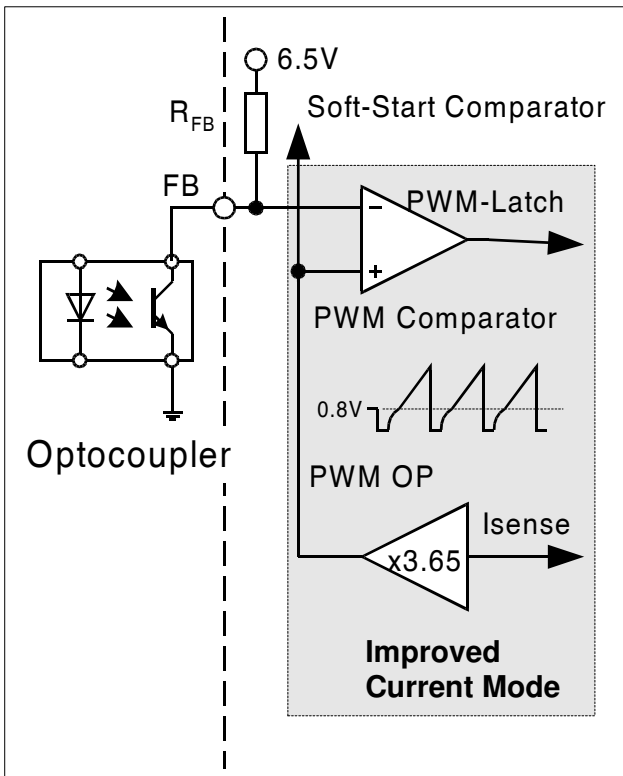 6.5V
R_FB
Soft-Start Comparator
FB
PWM-Latch
−
+
PWM Comparator
0.8V
Optocoupler
PWM OP
Isense
x3.65
Improved
Current Mode